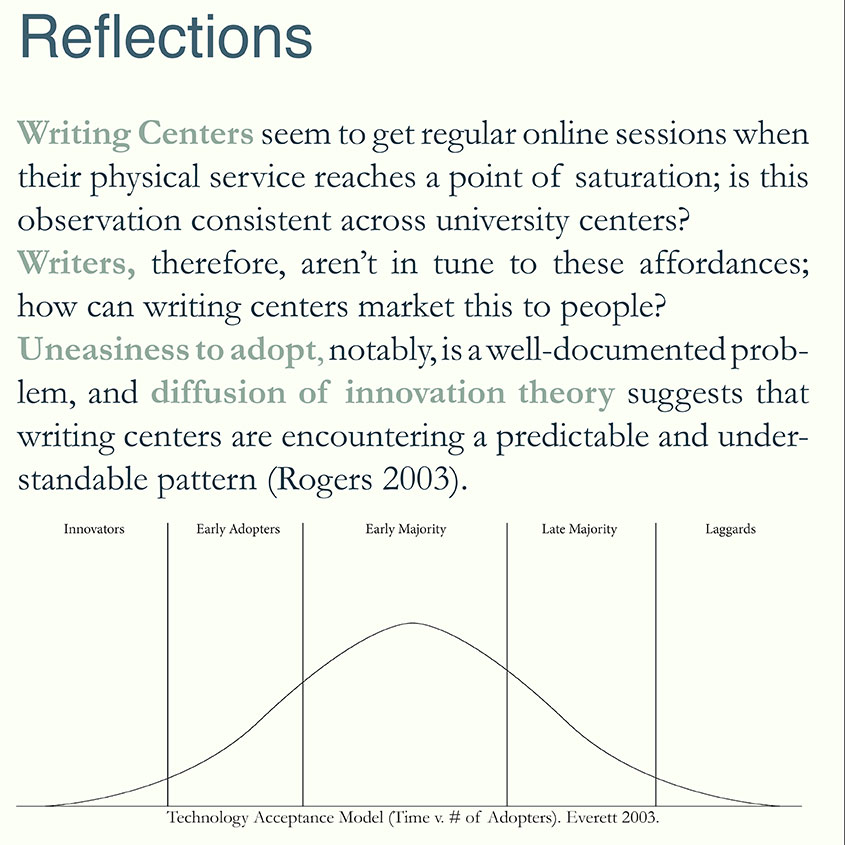 Reflections
Writing Centers seem to get regular online sessions when
their physical service reaches a point of saturation; is this
observation consistent across university centers?
Writers, therefore, aren’t in tune to these affordances;
how can writing centers market this to people?
Uneasiness to adopt, notably, is a well-documented prob-
lem, and diffusion of innovation theory suggests that
writing centers are encountering a predictable and under-
standable pattern (Rogers 2003).
Innovators Early Adopters Early Majority Late Majority Laggards
Technology Acceptance Model (Time v. # of Adopters). Everett 2003.